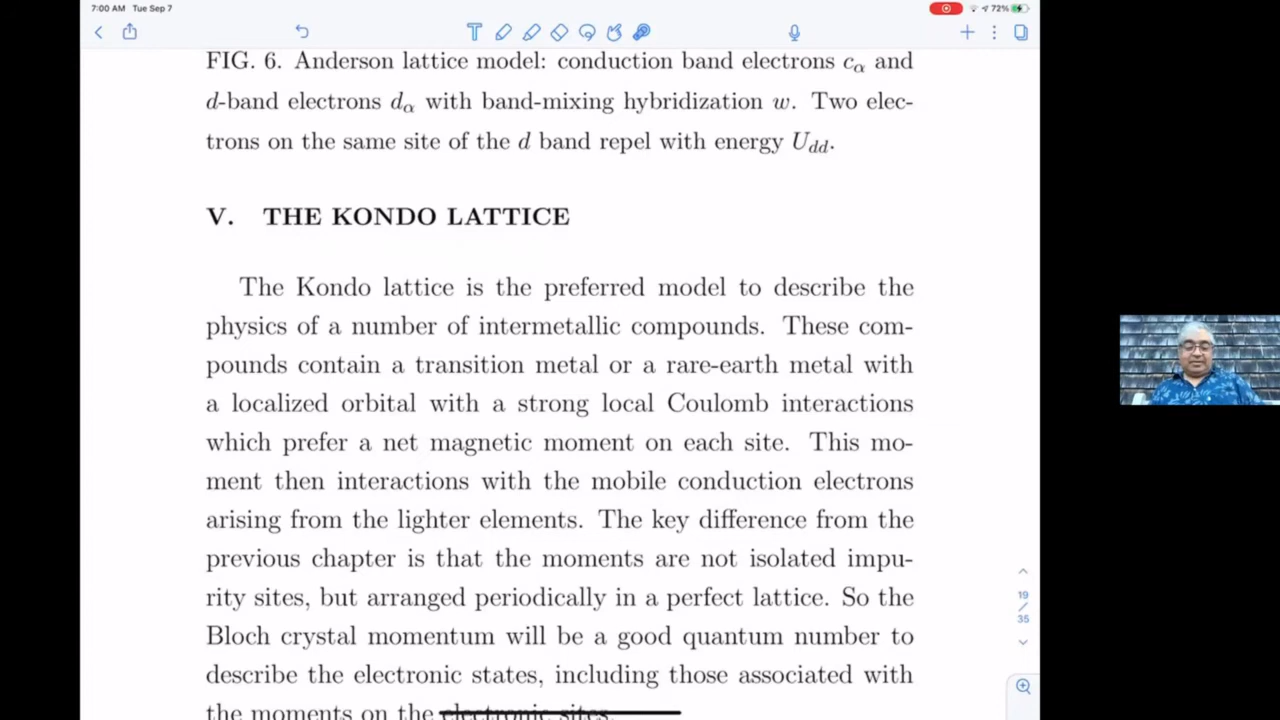 7:00 AM Tue Sep 7
72%
FIG. 6. Anderson lattice model: conduction band electrons cα and
d-band electrons dα with band-mixing hybridization w. Two elec-
trons on the same site of the d band repel with energy Udd.
V. THE KONDO LATTICE
The Kondo lattice is the preferred model to describe the
physics of a number of intermetallic compounds. These com-
pounds contain a transition metal or a rare-earth metal with
a localized orbital with a strong local Coulomb interactions
which prefer a net magnetic moment on each site. This mo-
ment then interactions with the mobile conduction electrons
arising from the lighter elements. The key difference from the
previous chapter is that the moments are not isolated impu-
rity sites, but arranged periodically in a perfect lattice. So the
Bloch crystal momentum will be a good quantum number to
describe the electronic states, including those associated with
the moments on the electronic sites.
19
/
35